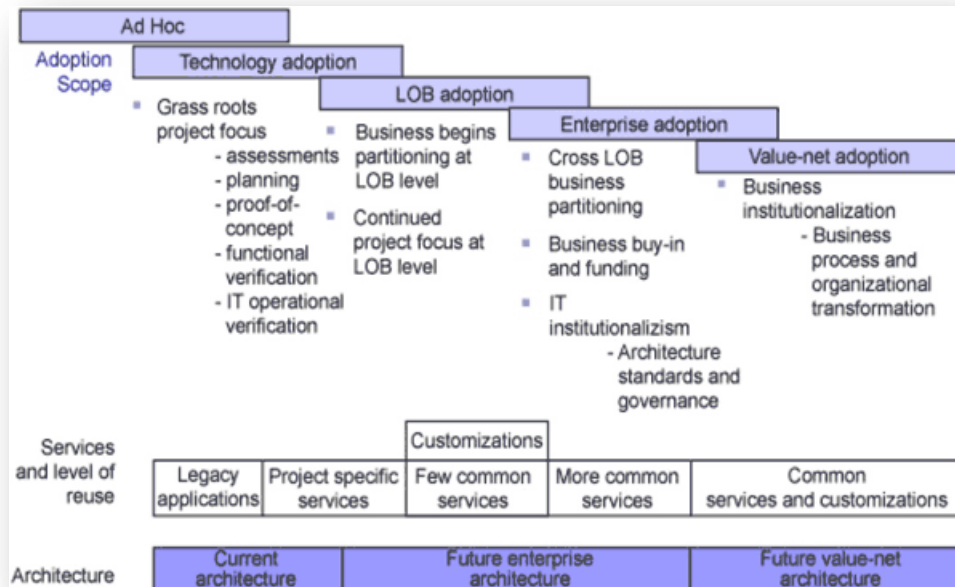 Ad Hoc
Adoption
Scope
Technology adoption
LOB adoption
Enterprise adoption
Value-net adoption
Grass roots
project focus
- assessments
- planning
- proof-of-
concept
- functional
verification
- IT operational
verification
Business begins
partitioning at
LOB level
Continued
project focus at
LOB level
Cross LOB
business
partitioning
Business buy-in
and funding
IT
institutionalizism
- Architecture
standards and
governance
Business
institutionalization
- Business
process and
organizational
transformation
Services
and level of
reuse
Customizations
Legacy
applications
Project specific
services
Few common
services
More common
services
Common
services and customizations
Architecture
Current
architecture
Future enterprise
architecture
Future value-net
architecture